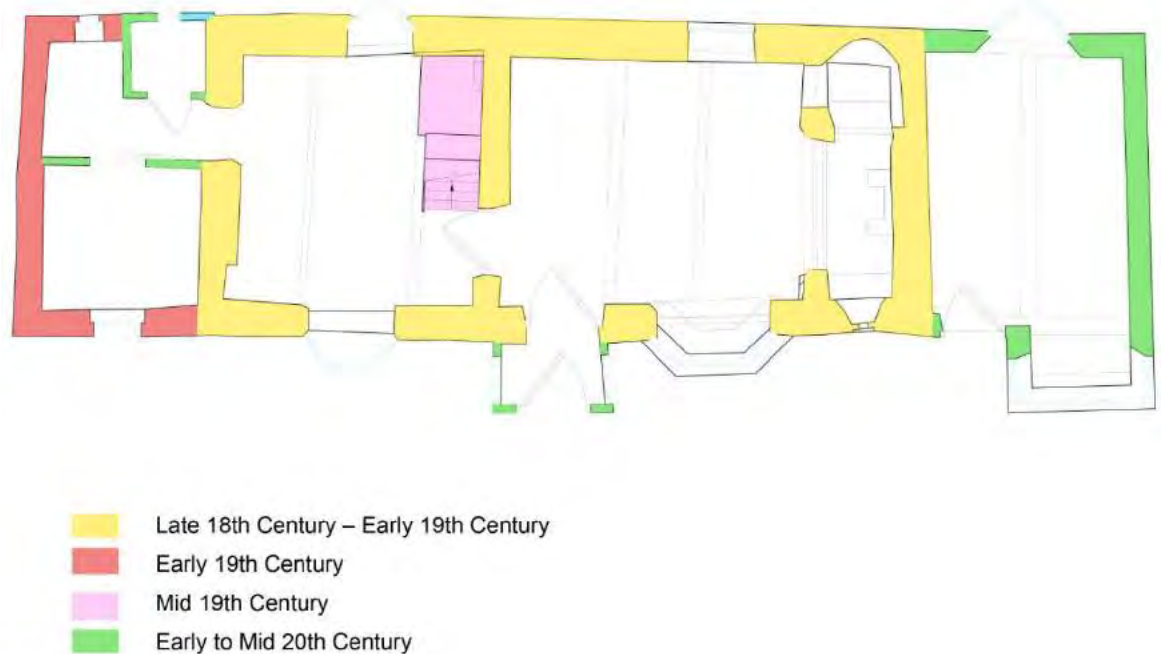 Late 18th Century – Early 19th Century
Early 19th Century
Mid 19th Century
Early to Mid 20th Century